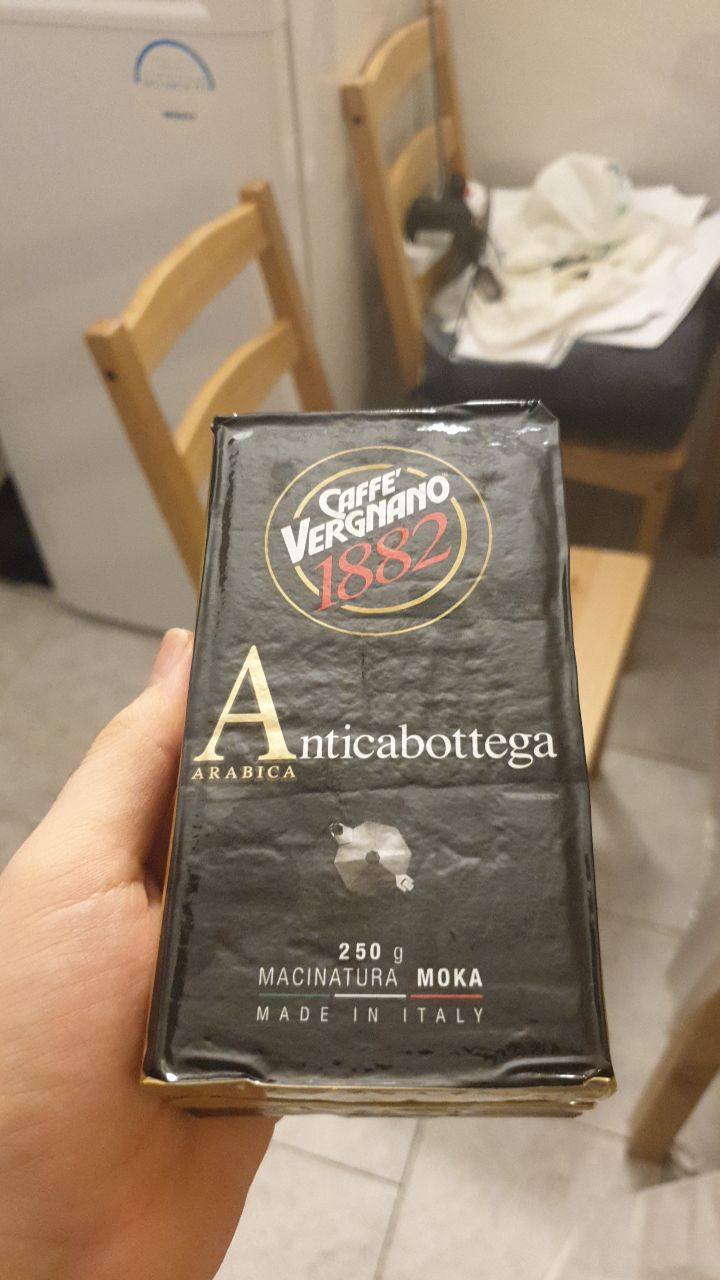 CAFFE'
VERGNANO
1882
Anticabottega
ARABICA
250 g
MACINATURA MOKA
MADE IN ITALY